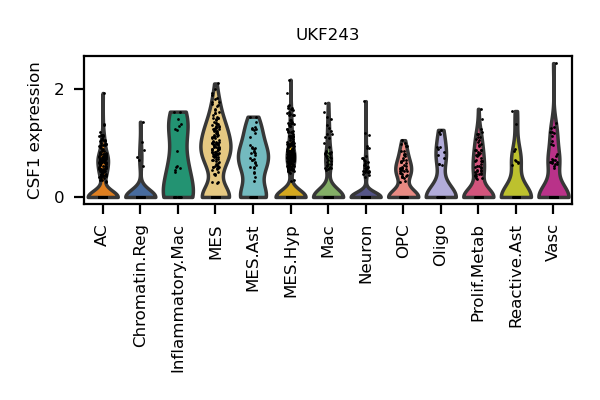 UKF243
CSF1 expression
2
0
AC
Chromatin.Reg
Inflammatory.Mac
MES
MES.Ast
MES.Hyp
Mac
Neuron
OPC
Oligo
Prolif.Metab
Reactive.Ast
Vasc